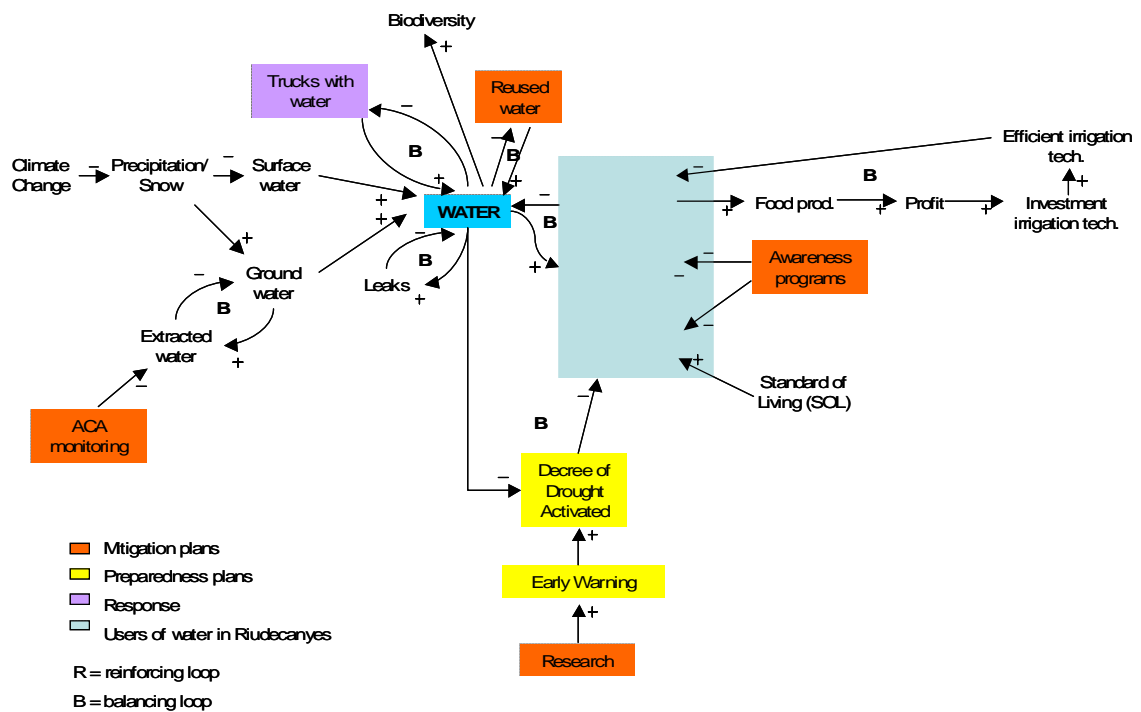 Biodiversity
+
Trucks with
water
–
Reused
water
–
B
B
+
+
Climate
Change
–
Precipitation/
Snow
–
Surface
water
+
+
WATER
–
B
+
–
B
Leaks
+
+
Ground
water
–
B
Extracted
water
+
–
ACA
monitoring
Efficient irrigation
tech.
–
+
B
+
Food prod.
+
Profit
+
Investment
irrigation tech.
–
–
Awareness
programs
–
+
Standard of
Living (SOL)
–
B
–
Decree of
Drought
Activated
+
Early Warning
+
Research
Mitigation plans
Preparedness plans
Response
Users of water in Riudecanyes
R = reinforcing loop
B = balancing loop